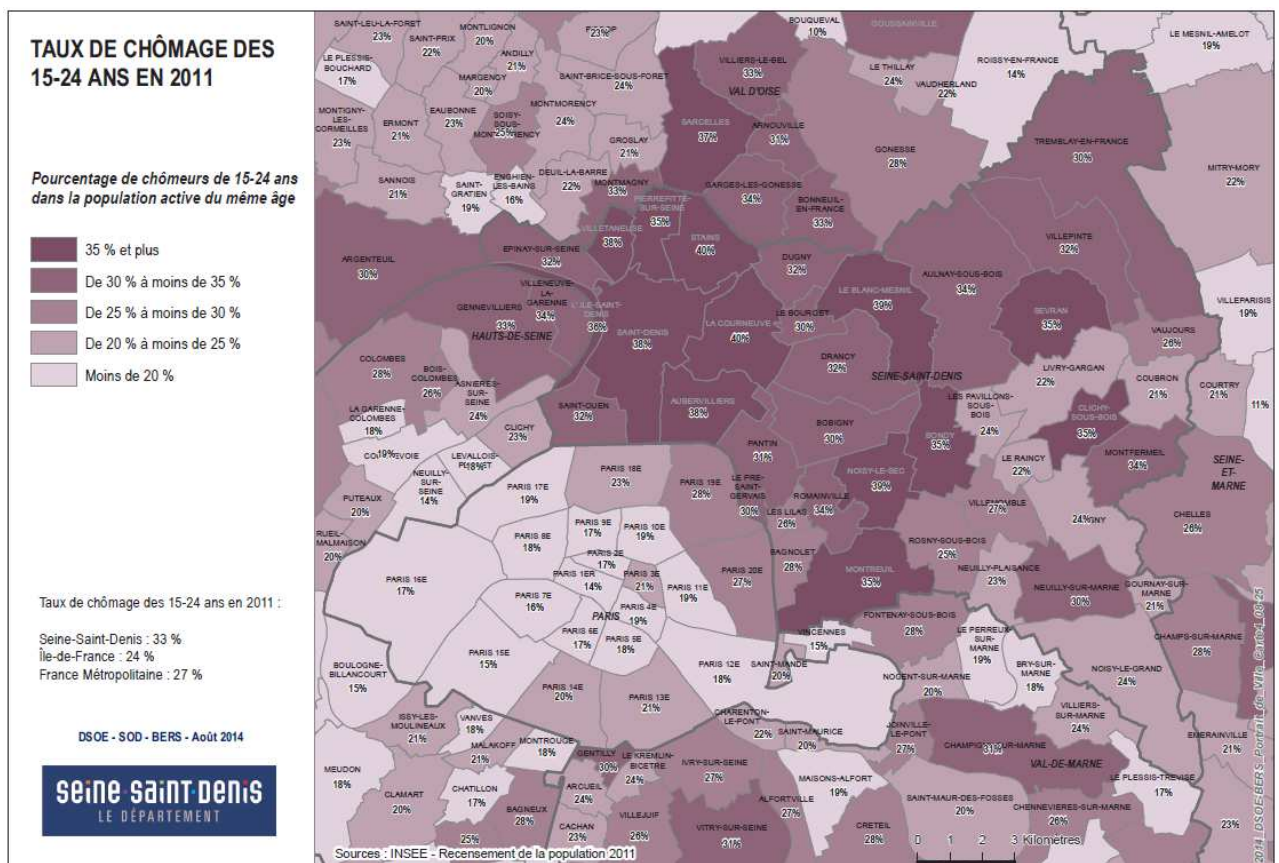 TAUX DE CHÔMAGE DES
15-24 ANS EN 2011
Pourcentage de chômeurs de 15-24 ans
dans la population active du même âge
35 % et plus
De 30 % à moins de 35 %
De 25 % à moins de 30 %
De 20 % à moins de 25 %
Moins de 20 %
Taux de chômage des 15-24 ans en 2011 :
Seine-Saint-Denis : 33 %
Île-de-France : 24 %
France Métropolitaine : 27 %
DSOE - SOD - BERS - Août 2014
seine saint denis
LE DÉPARTEMENT
SAINT-LEU-LA-FORET
23%
SAINT-PRIX
22%
MONTLIGNON
20%
ANDILLY
21%
23%
BOUQUEVAL
10%
GOUSSAINVILLE
LE MESNIL-AMELOT
19%
LE PLESSIS-
BOUCHARD
17%
MARGENCY
20%
SAINT-BRICE-SOUS-FORET
24%
VILLIERS-LE-BEL
33%
VAL D'OISE
LE THILLAY
24%
VAUDHERLAND
22%
ROISSY-EN-FRANCE
14%
MONTIGNY-
LES-
CORMEILLES
23%
ERMONT
21%
EAUBONNE
23%
SOISY-
SOUS-
MONTMORENCY
25%
MONTMORENCY
24%
GROSLAY
21%
SARCELLES
37%
ARNOUVILLE
31%
GONESSE
28%
TREMBLAY-EN-FRANCE
30%
MITRY-MORY
22%
SANNOIS
21%
SAINT-
GRATIEN
19%
ENGHIEN-
LES-BAINS
16%
DEUIL-LA-BARRE
22%
MONTMAGNY
33%
GARGES-LES-GONESSE
34%
BONNEUIL-
EN-FRANCE
33%
PIERREFITTE-
SUR-SEINE
35%
VILLETANEUSE
38%
STAINS
40%
ARGENTEUIL
30%
EPINAY-SUR-SEINE
32%
DUGNY
32%
VILLEPINTE
32%
AULNAY-SOUS-BOIS
34%
LE BLANC-MESNIL
39%
SEVRAN
35%
VILLEPARISIS
19%
GENNEVILLIERS
33%
HAUTS-DE-SEINE
VILLENEUVE-
LA-
GARENNE
34%
L'ILE-SAINT-
DENIS
36%
SAINT-DENIS
38%
LA COURNEUVE
40%
LE BOURGET
30%
DRANCY
32%
SEINE-SAINT-DENIS
VAUJOURS
26%
COLOMBES
28%
BOIS-
COLOMBES
26%
ASNIERES-
SUR-
SEINE
24%
LIVRY-GARGAN
22%
COUBRON
21%
COURTRY
21%
11%
LA GARENNE-
COLOMBES
18%
CLICHY
23%
SAINT-OUEN
32%
AUBERVILLIERS
38%
BOBIGNY
30%
BONDY
35%
LES PAVILLONS-
SOUS-
BOIS
24%
CLICHY-
SOUS-BOIS
35%
COURBEVOIE
19%
LEVALLOIS-
PERRET
18%
PANTIN
31%
NOISY-LE-SEC
39%
LE RAINCY
22%
MONTFERMEIL
34%
SEINE-
ET-
MARNE
NEUILLY-
SUR-
SEINE
14%
PARIS 17E
19%
PARIS 18E
23%
PARIS 19E
28%
LE PRE-
SAINT-
GERVAIS
30%
LES LILAS
26%
ROMAINVILLE
34%
VILLEMOMBLE
27%
24%
CHELLES
26%
PUTEAUX
20%
RUEIL-
MALMAISON
20%
PARIS 8E
18%
PARIS 9E
17%
PARIS 10E
19%
PARIS 2E
17%
BAGNOLET
28%
ROSNY-SOUS-BOIS
25%
PARIS 16E
17%
PARIS 1ER
14%
PARIS 3E
21%
PARIS 11E
19%
PARIS 20E
27%
MONTREUIL
35%
NEUILLY-PLAISANCE
23%
NEUILLY-SUR-MARNE
30%
GOURNAY-SUR-
MARNE
21%
PARIS 7E
16%
PARIS
PARIS 4E
19%
PARIS 6E
17%
PARIS 5E
18%
FONTENAY-SOUS-BOIS
28%
VINCENNES
15%
LE PERREUX
SUR-
MARNE
19%
BRY-SUR-
MARNE
18%
NOISY-LE-GRAND
24%
CHAMPS-SUR-MARNE
28%
BOULOGNE-
BILLANCOURT
15%
PARIS 15E
15%
PARIS 12E
18%
SAINT-MANDE
20%
NOGENT-SUR-MARNE
20%
PARIS 14E
20%
PARIS 13E
21%
ISSY-LES-
MOULINEAUX
21%
VANVES
18%
MALAKOFF
21%
MONTROUGE
18%
GENTILLY
30%
LE KREMLIN-
BICETRE
24%
CHARENTON-
LE-PONT
22%
SAINT-MAURICE
20%
JOINVILLE-
LE-PONT
27%
CHAMPIGNY-SUR-MARNE
31%
VAL-DE-MARNE
VILLIERS-
SUR-MARNE
24%
EMERAINVILLE
21%
MEUDON
18%
CLAMART
20%
CHATILLON
17%
BAGNEUX
28%
25%
ARCUEIL
24%
CACHAN
23%
VILLEJUIF
26%
IVRY-SUR-SEINE
27%
VITRY-SUR-SEINE
31%
ALFORTVILLE
27%
MAISONS-ALFORT
19%
CRETEIL
28%
SAINT-MAUR-DES-FOSSES
20%
CHENNEVIERES-SUR-MARNE
26%
LE PLESSIS-TREVISE
17%
23%
0 1 2 3 Kilomètres
Sources : INSEE - Recensement de la population 2011